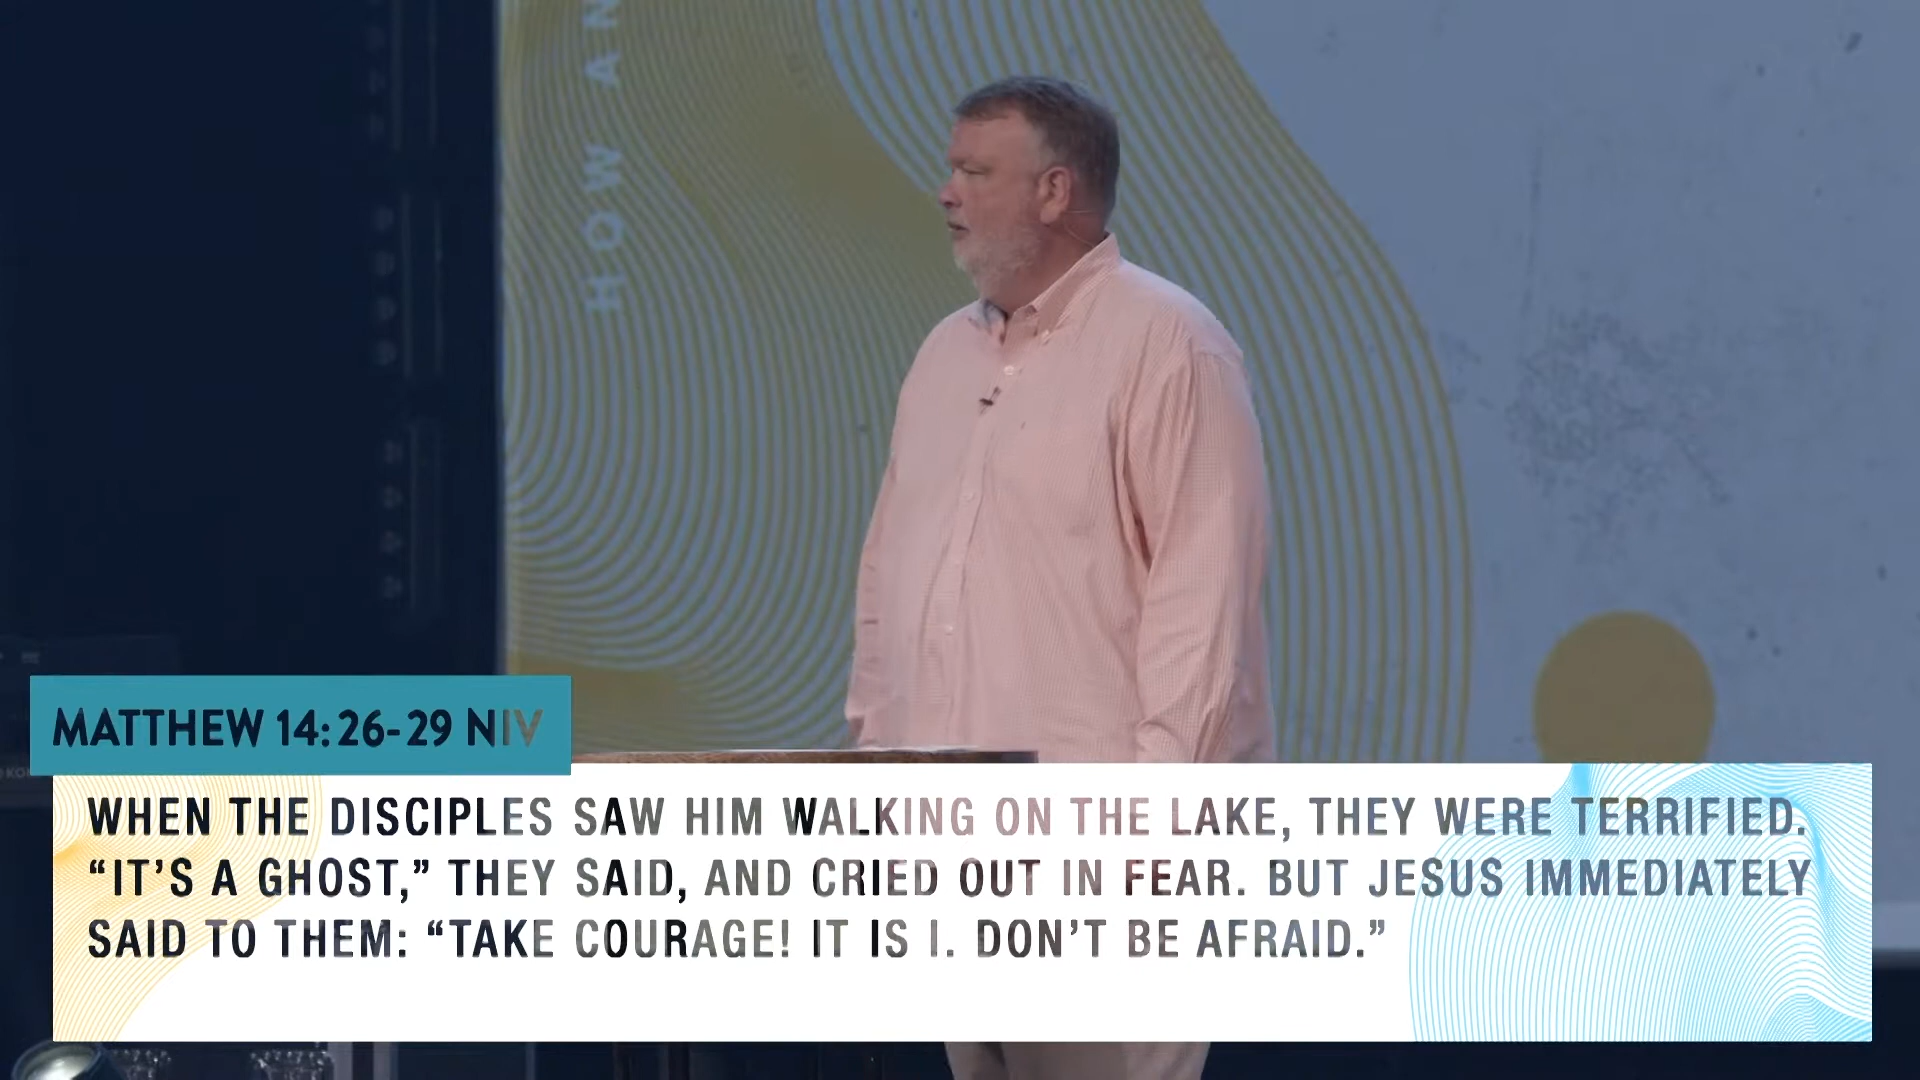 HOW AN
MATTHEW 14:26-29 NIV
WHEN THE DISCIPLES SAW HIM WALKING ON THE LAKE, THEY WERE TERRIFIED.
“IT’S A GHOST,” THEY SAID, AND CRIED OUT IN FEAR. BUT JESUS IMMEDIATELY
SAID TO THEM: “TAKE COURAGE! IT IS I. DON’T BE AFRAID.”